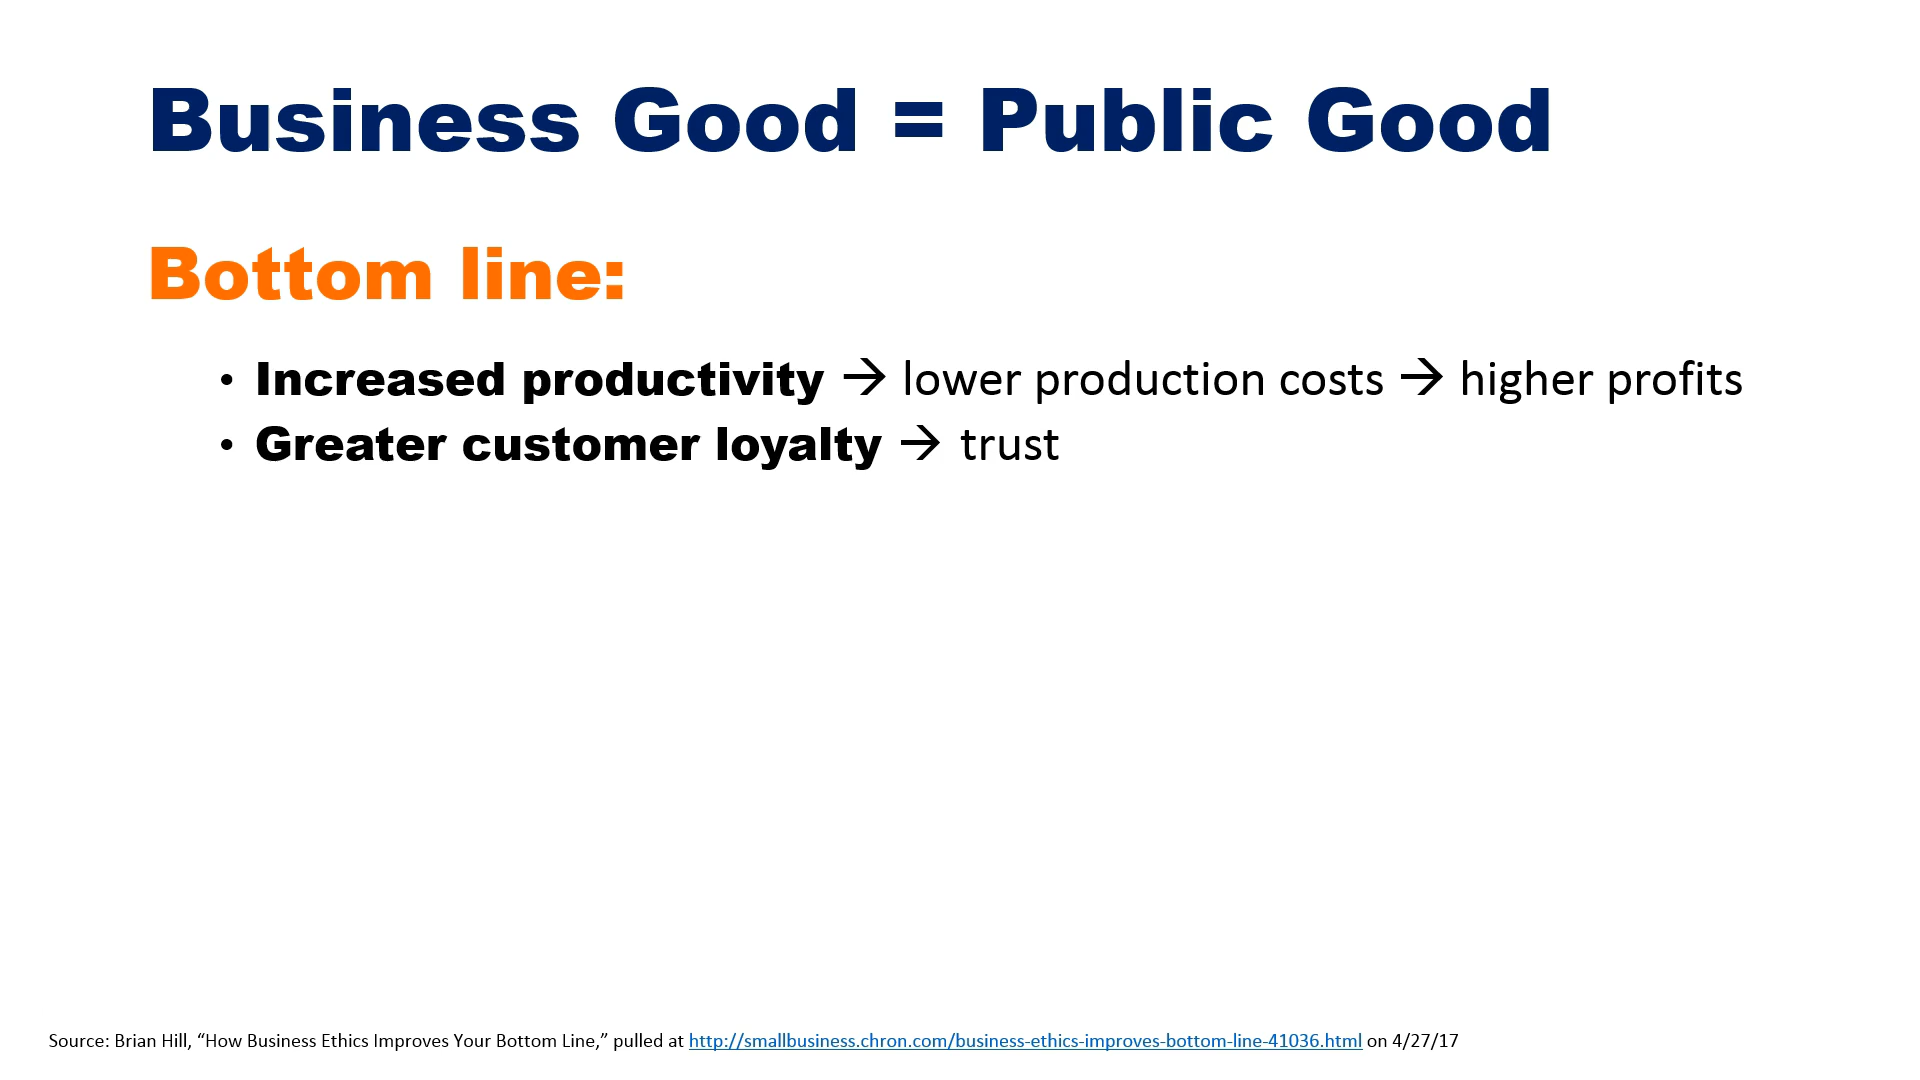 Business Good = Public Good
Bottom line:
• Increased productivity → lower production costs → higher profits
• Greater customer loyalty → trust
Source: Brian Hill, “How Business Ethics Improves Your Bottom Line,” pulled at http://smallbusiness.chron.com/business-ethics-improves-bottom-line-41036.html on 4/27/17